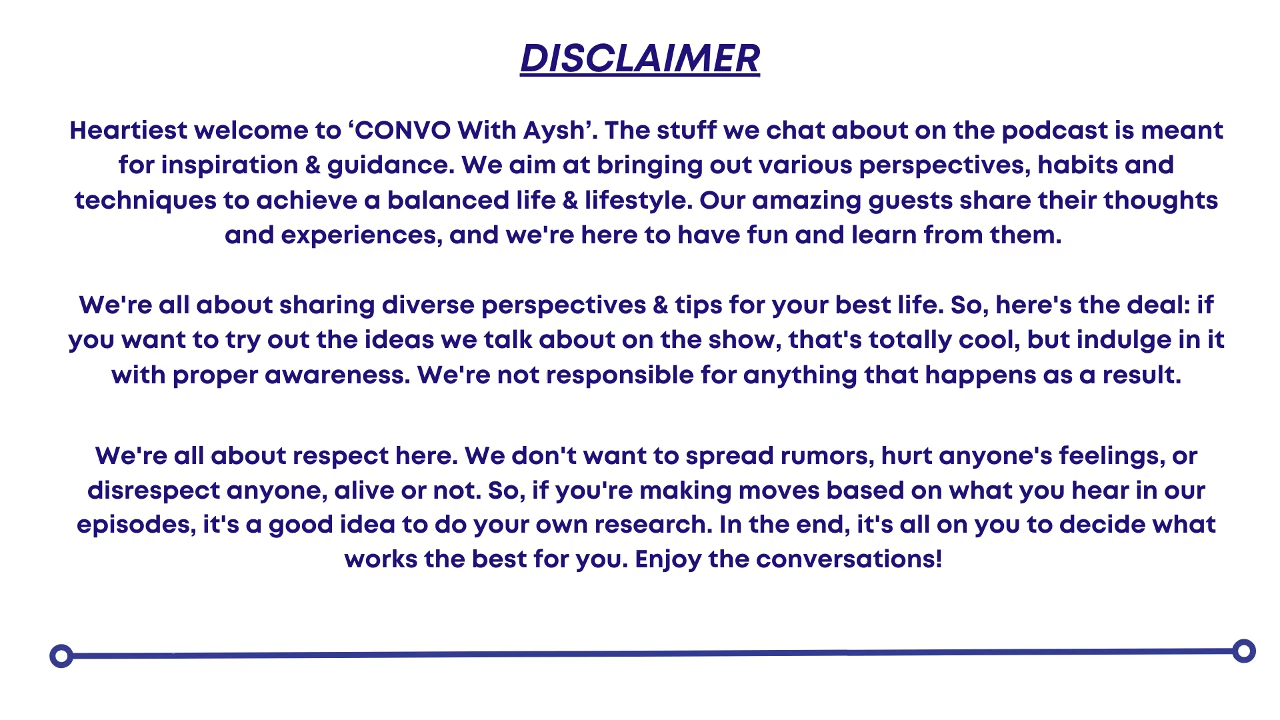 DISCLAIMER
Heartiest welcome to ‘CONVO With Aysh’. The stuff we chat about on the podcast is meant
for inspiration & guidance. We aim at bringing out various perspectives, habits and
techniques to achieve a balanced life & lifestyle. Our amazing guests share their thoughts
and experiences, and we're here to have fun and learn from them.
We're all about sharing diverse perspectives & tips for your best life. So, here's the deal: if
you want to try out the ideas we talk about on the show, that's totally cool, but indulge in it
with proper awareness. We're not responsible for anything that happens as a result.
We're all about respect here. We don't want to spread rumors, hurt anyone's feelings, or
disrespect anyone, alive or not. So, if you're making moves based on what you hear in our
episodes, it's a good idea to do your own research. In the end, it's all on you to decide what
works the best for you. Enjoy the conversations!